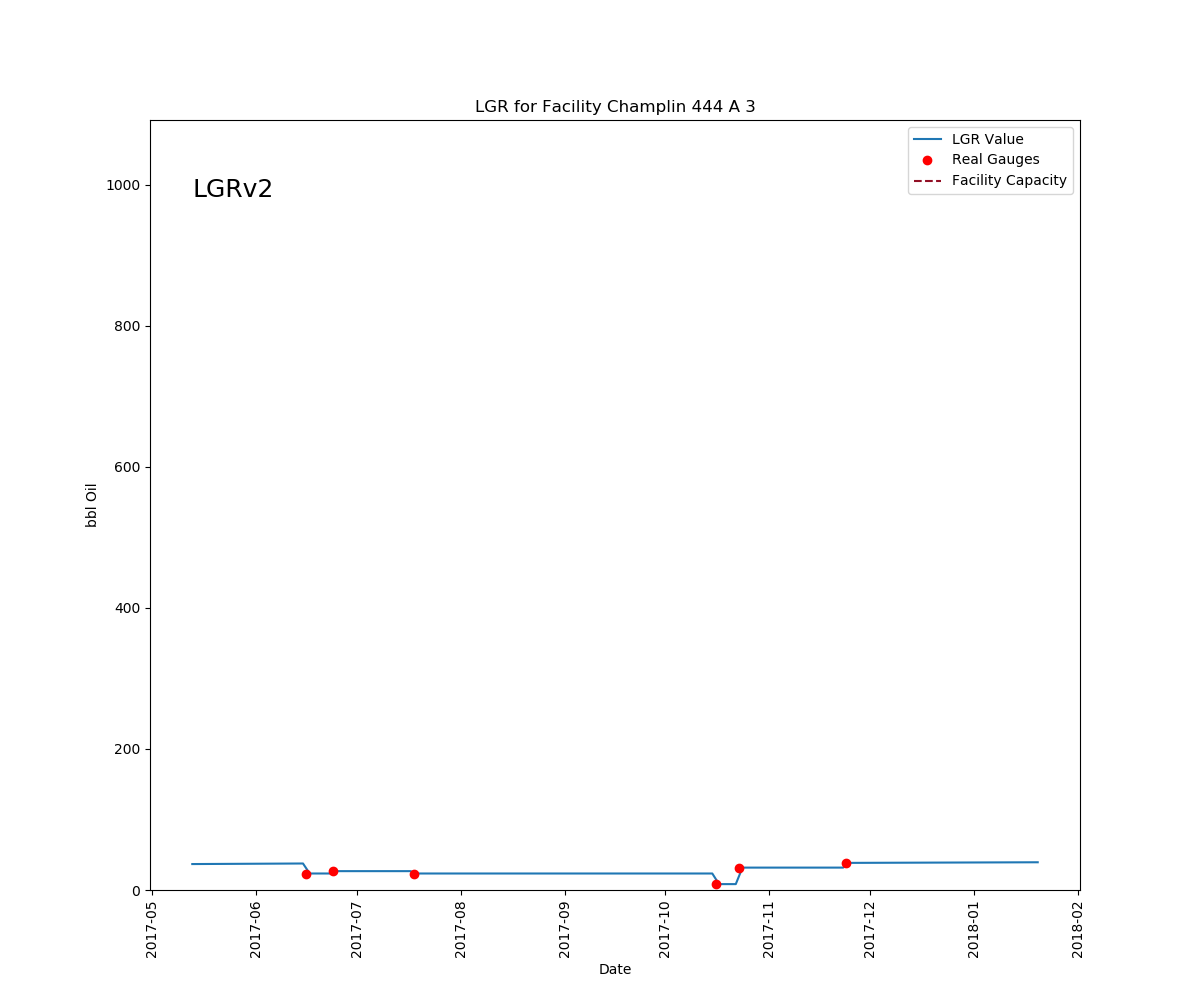 LGR for Facility Champlin 444 A 3
LGR Value
Real Gauges
Facility Capacity
LGRv2
1000
800
600
400
200
0
bbl Oil
2017-05
2017-06
2017-07
2017-08
2017-09
2017-10
2017-11
2017-12
2018-01
2018-02
Date